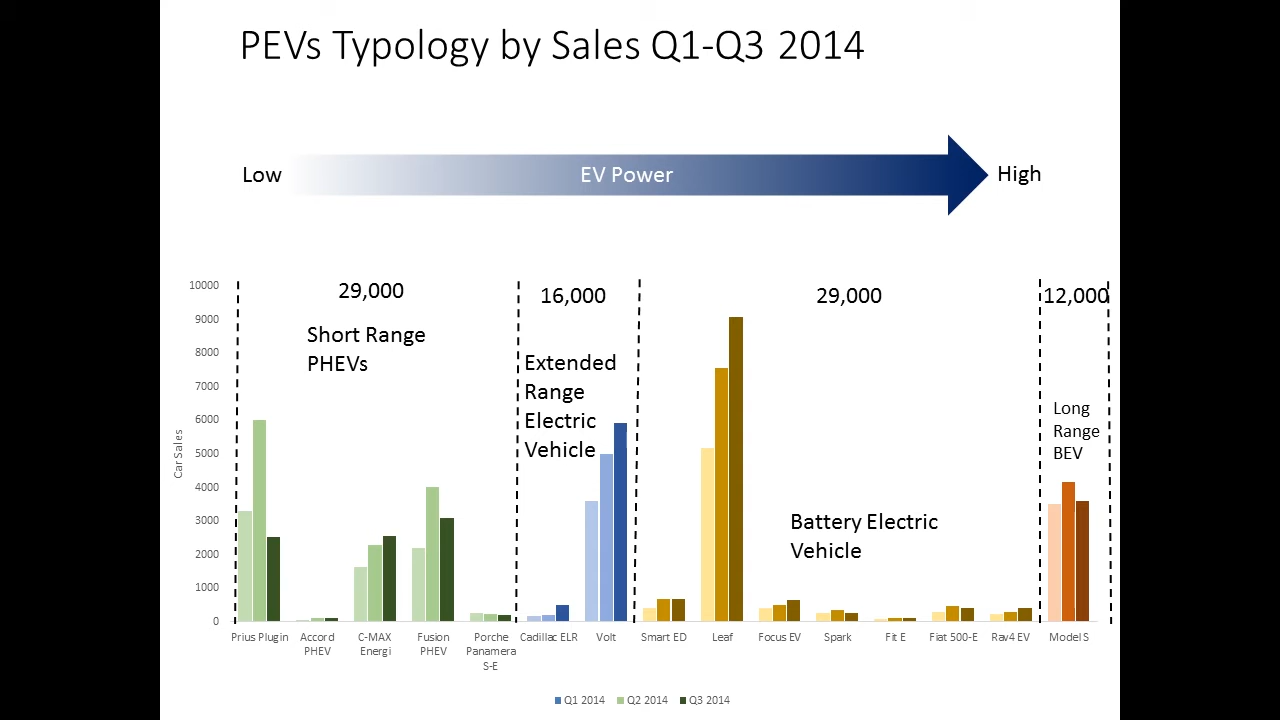 PEVs Typology by Sales Q1-Q3 2014
Low
EV Power
High
10000
9000
8000
7000
6000
5000
4000
3000
2000
1000
0
Car Sales
29,000
Short Range
PHEVs
16,000
Extended
Range
Electric
Vehicle
29,000
Battery Electric
Vehicle
12,000
Long
Range
BEV
Prius Plugin
Accord
PHEV
C-MAX
Energi
Fusion
PHEV
Porche
Panamera
S-E
Cadillac ELR
Volt
Smart ED
Leaf
Focus EV
Spark
Fit E
Fiat 500-E
Rav4 EV
Model S
Q1 2014
Q2 2014
Q3 2014